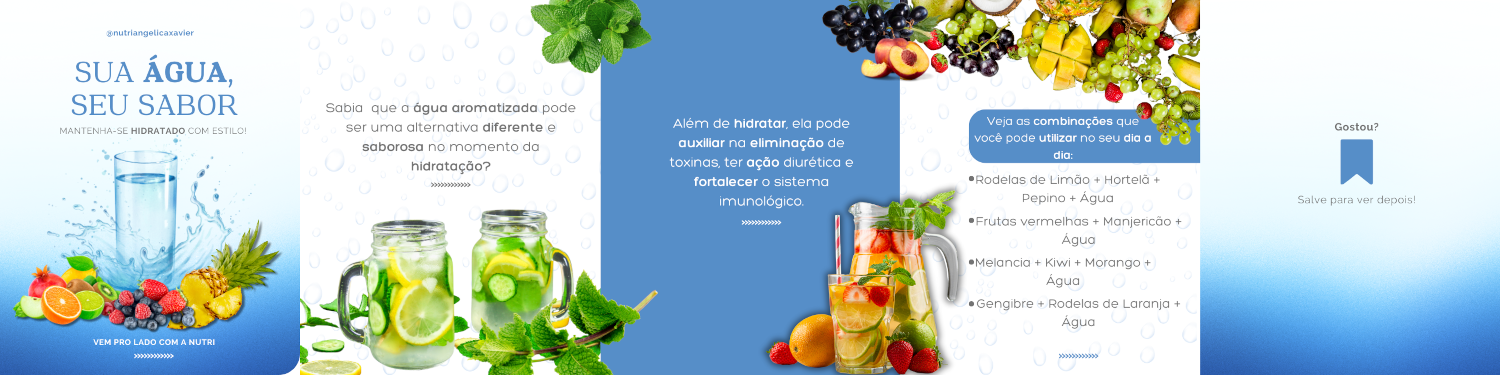 @nutriangelicaxavier
SUA ÁGUA,
SEU SABOR
MANTENHA-SE HIDRATADO COM ESTILO!
VEM PRO LADO COM A NUTRI
»»»»»»
Sabia que a água aromatizada pode
ser uma alternativa diferente e
saborosa no momento da
hidratação?
»»»»»»
Além de hidratar, ela pode
auxiliar na eliminação de
toxinas, ter ação diurética e
fortalecer o sistema
imunológico.
»»»»»»
Veja as combinações que
você pode utilizar no seu dia a
dia:
•Rodelas de Limão + Hortelã +
Pepino + Água
•Frutas vermelhas + Manjericão +
Água
•Melancia + Kiwi + Morango +
Água
•Gengibre + Rodelas de Laranja +
Água
»»»»»»
Gostou?
Salve para ver depois!